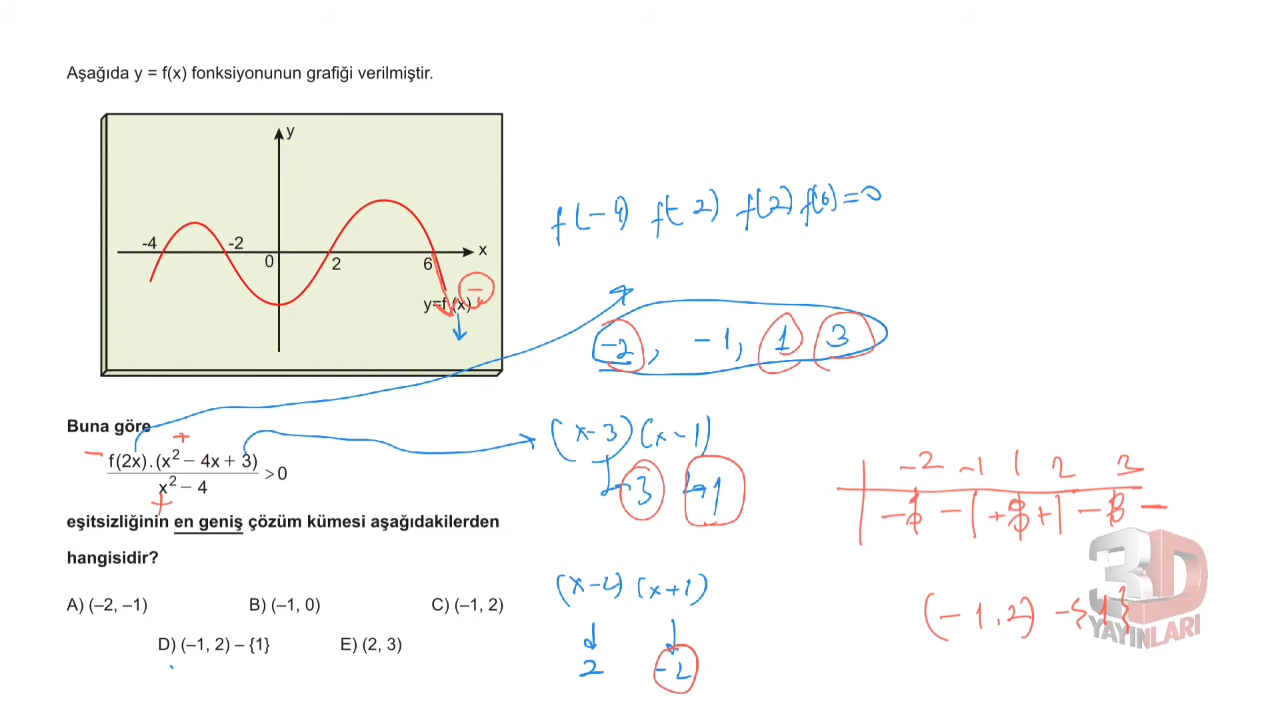 Aşağıda y = f(x) fonksiyonunun grafiği verilmiştir.
y
-4 -2 0 2 6 x
y=f(x) −
f(-4) f(-2) f(2) f(6)=0
-2, -1, 1 3
Buna göre
− +
f(2x).(x² – 4x + 3)
x² – 4
>0
+
(x-3)(x-1)
3 1
eşitsizliğinin en geniş çözüm kümesi aşağıdakilerden
hangisidir?
-2 -1 1 2 3
− − + + − −
A) (–2, –1) B) (–1, 0) C) (–1, 2)
D) (–1, 2) – {1} E) (2, 3)
(x-2) (x+2)
2 -2
(-1, 2) -{1}
3D
YAYINLARI